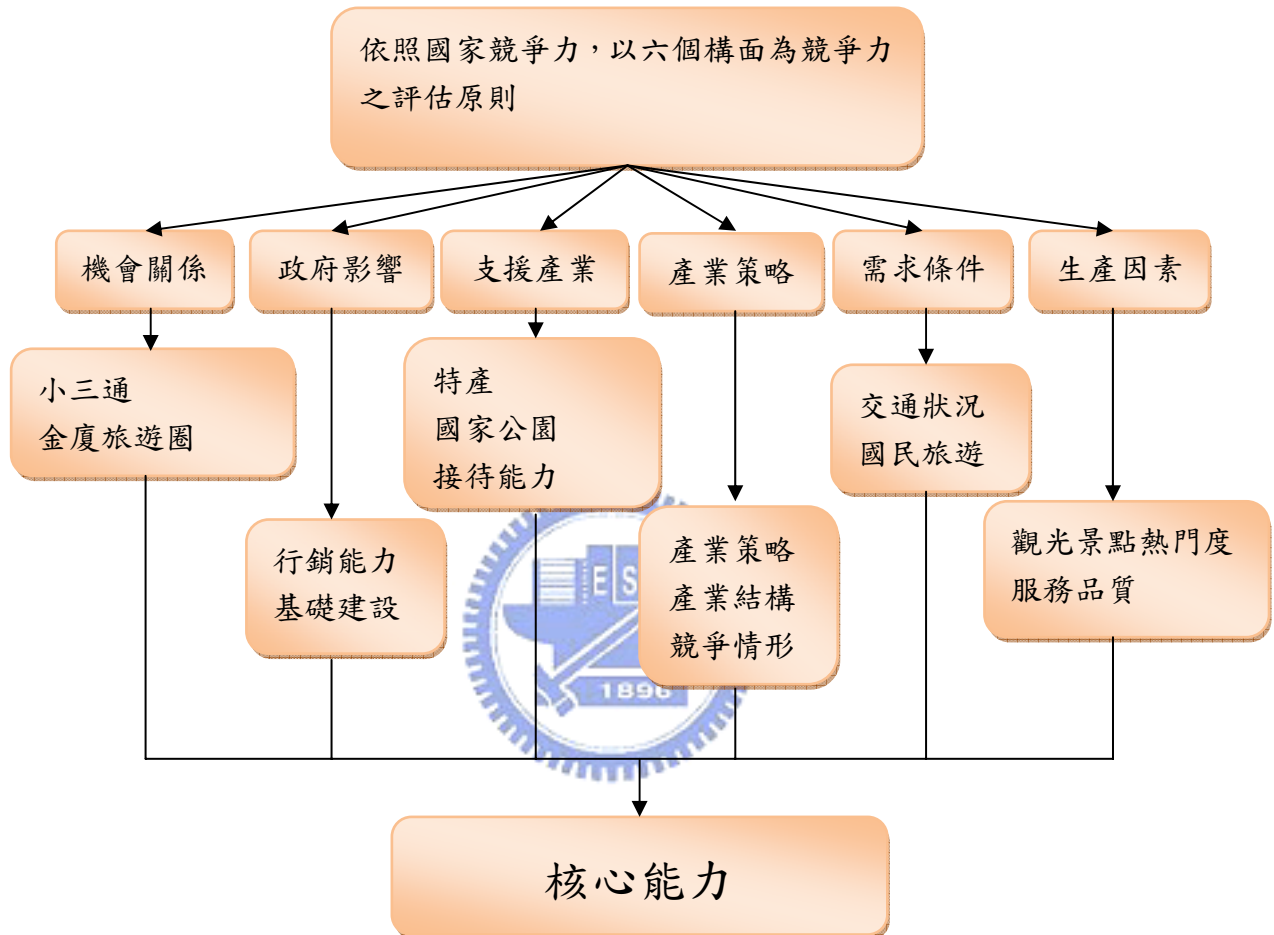 依照國家競爭力，以六個構面為競爭力
之評估原則
機會關係
政府影響
支援產業
產業策略
需求條件
生產因素
小三通
金廈旅遊圈
特產
國家公園
接待能力
交通狀況
國民旅遊
行銷能力
基礎建設
產業策略
產業結構
競爭情形
觀光景點熱門度
服務品質
E S
1896
核心能力